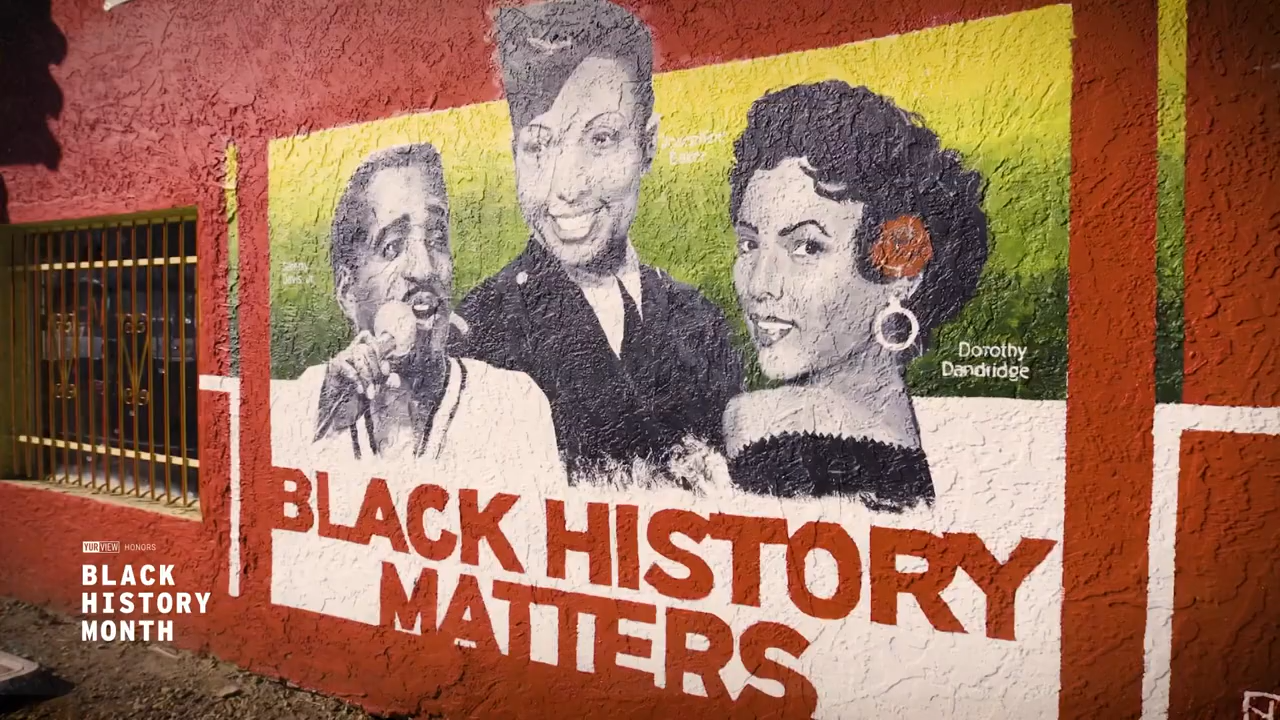 Dorothy
Dandridge
BLACK HISTORY
MATTERS
YURVIEW HONORS
BLACK
HISTORY
MONTH